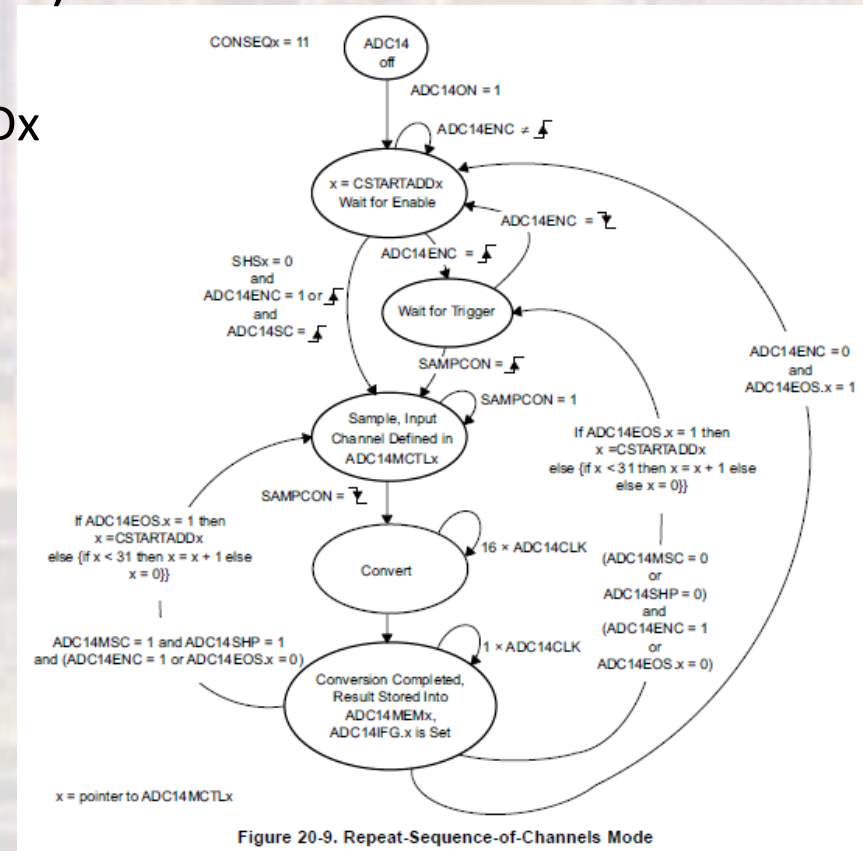 Dx
CONSEQx = 11
ADC14
off
ADC14ON = 1
ADC14ENC ≠
x = CSTARTADDx
Wait for Enable
ADC14ENC =
ADC14ENC =
SHSx = 0
and
ADC14ENC = 1 or
and
ADC14SC =
Wait for Trigger
ADC14ENC = 0
and
ADC14EOS.x = 1
SAMPCON =
SAMPCON = 1
Sample, Input
Channel Defined in
ADC14MCTLx
If ADC14EOS.x = 1 then
x =CSTARTADDx
else {if x < 31 then x = x + 1 else
else x = 0}}
SAMPCON =
If ADC14EOS.x = 1 then
x =CSTARTADDx
else {if x < 31 then x = x + 1 else
x = 0}}
16 × ADC14CLK
Convert
(ADC14MSC = 0
or
ADC14SHP = 0)
and
(ADC14ENC = 1
or
ADC14EOS.x = 0)
ADC14MSC = 1 and ADC14SHP = 1
and (ADC14ENC = 1 or ADC14EOS.x = 0)
1 × ADC14CLK
Conversion Completed,
Result Stored Into
ADC14MEMx,
ADC14IFG.x is Set
x = pointer to ADC14MCTLx
Figure 20-9. Repeat-Sequence-of-Channels Mode